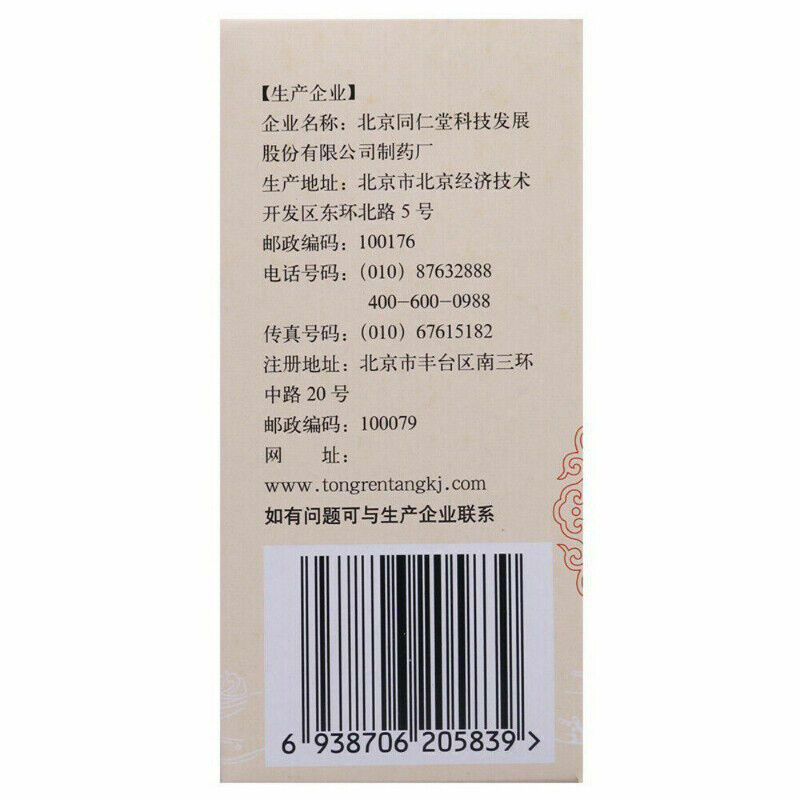 【生产企业】
企业名称：北京同仁堂科技发展
股份有限公司制药厂
生产地址：北京市北京经济技术
开发区东环北路 5 号
邮政编码：100176
电话号码：（010）87632888
400-600-0988
传真号码：（010）67615182
注册地址：北京市丰台区南三环
中路 20 号
邮政编码：100079
网　　址：
www.tongrentangkj.com
如有问题可与生产企业联系
6 938706 205839 >